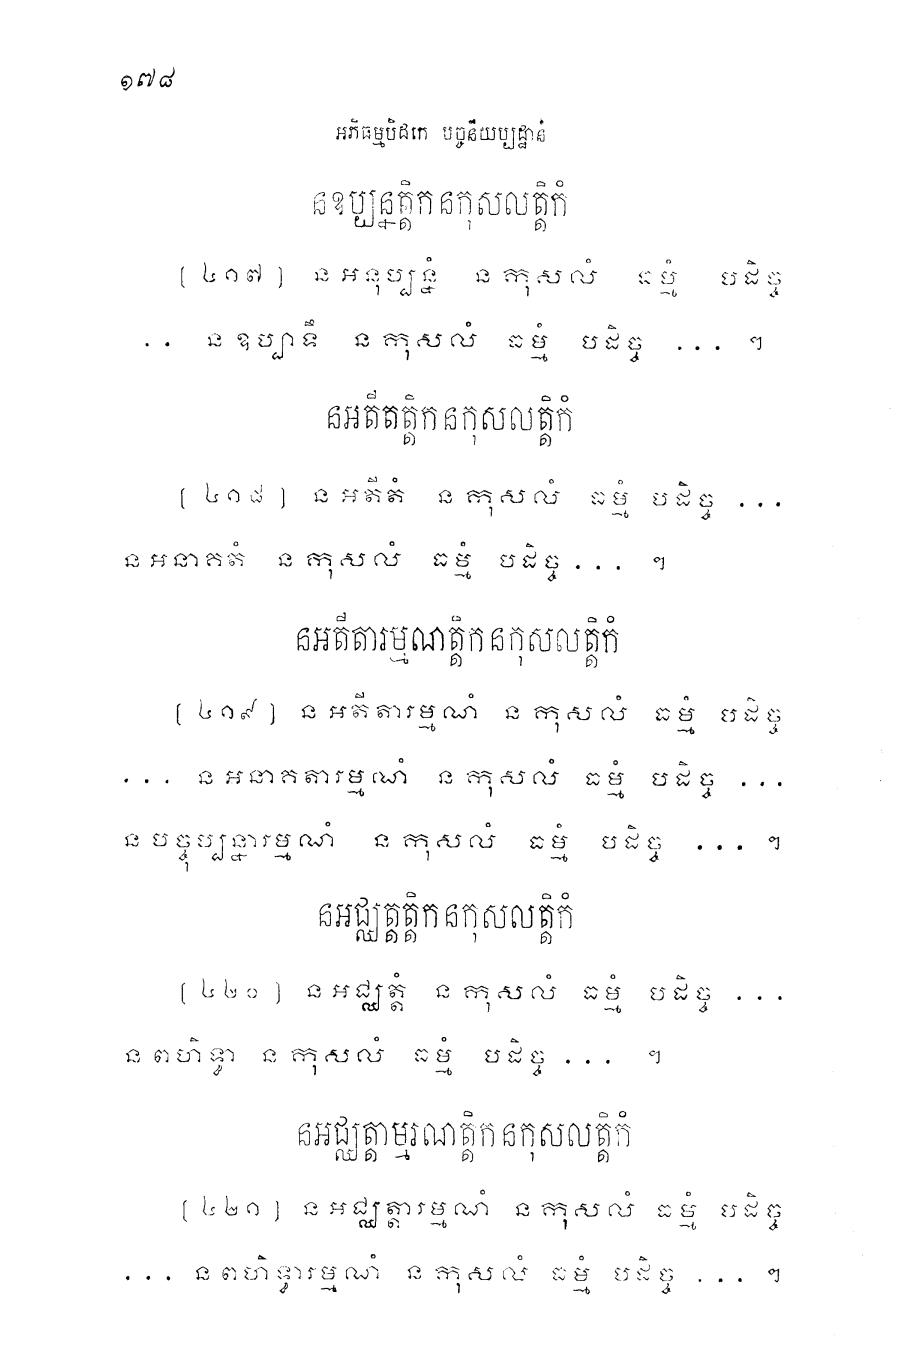 ១៧៨
អភិធម្មបិដកេ បច្ចនីយប្បដ្ឋានំ
នឧប្បន្នត្តិកនកុសលត្តិកំ
[៤១៧] នអនុប្បន្នំ នកុសលំ ធម្មំ បដិច្ច
.. នឧប្បាទឹ នកុសលំ ធម្មំ បដិច្ច ... ។
នអតីតត្តិកនកុសលត្តិកំ
[៤១៨] នអតីតំ នកុសលំ ធម្មំ បដិច្ច ...
នអនាគតំ នកុសលំ ធម្មំ បដិច្ច ... ។
នអតីតារម្មណត្តិកនកុសលត្តិកំ
[៤១៩] នអតីតារម្មណំ នកុសលំ ធម្មំ បដិច្ច
... នអនាគតារម្មណំ នកុសលំ ធម្មំ បដិច្ច ...
នបច្ចុប្បន្នារម្មណំ នកុសលំ ធម្មំ បដិច្ច ... ។
នអជ្ឈត្តត្តិកនកុសលត្តិកំ
[៤២០] នអជ្ឈត្តំ នកុសលំ ធម្មំ បដិច្ច ...
នពហិទ្ធា នកុសលំ ធម្មំ បដិច្ច ... ។
នអជ្ឈត្តាម្មរណត្តិកនកុសលត្តិកំ
[៤២១] នអជ្ឈត្តារម្មណំ នកុសលំ ធម្មំ បដិច្ច
... នពហិទ្ធារម្មណំ នកុសលំ ធម្មំ បដិច្ច ... ។